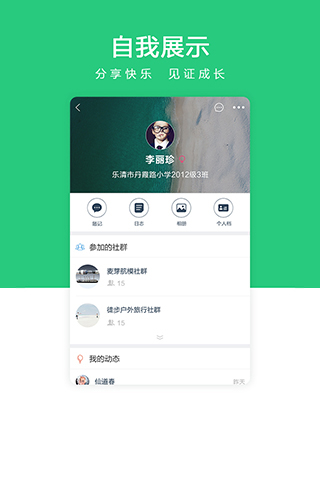 自我展示
分享快乐 见证成长
李丽珍
乐清市丹霞路小学2012级3班
日志
相册
个人档
参加的社群
麦芽航模社群
15
徒步户外旅行社群
15
我的动态
仙道春
昨天